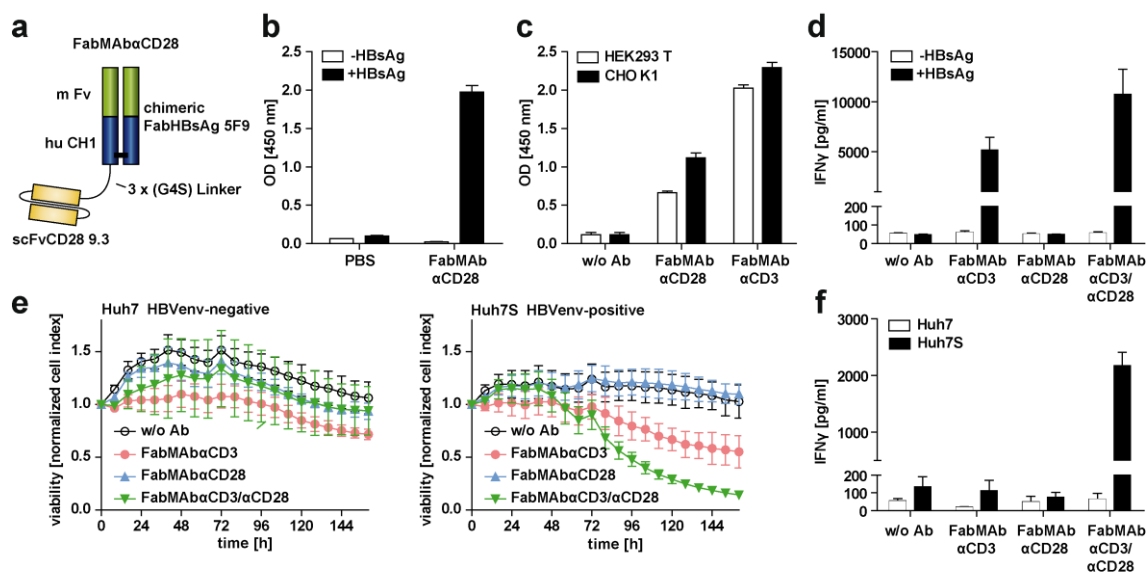 a
FabMAbαCD28
m Fv
chimeric
FabHBsAg 5F9
hu CH1
3 x (G4S) Linker
scFvCD28 9.3
b
-HBsAg
+HBsAg
OD [450 nm]
2.5
2.0
1.5
1.0
0.5
0.0
PBS
FabMAb
αCD28
c
HEK293 T
CHO K1
OD [450 nm]
2.5
2.0
1.5
1.0
0.5
0.0
w/o Ab
FabMAb
αCD28
FabMAb
αCD3
d
-HBsAg
+HBsAg
IFNγ [pg/ml]
15000
10000
5000
200
100
0
w/o Ab
FabMAb
αCD3
FabMAb
αCD28
FabMAb
αCD3/
αCD28
e
Huh7 HBVenv-negative
viability [normalized cell index]
1.5
1.0
0.5
0.0
w/o Ab
FabMAbαCD3
FabMAbαCD28
FabMAbαCD3/αCD28
0 24 48 72 96 120 144
time [h]
Huh7S HBVenv-positive
viability [normalized cell index]
1.5
1.0
0.5
0.0
w/o Ab
FabMAbαCD3
FabMAbαCD28
FabMAbαCD3/αCD28
0 24 48 72 96 120 144
time [h]
f
Huh7
Huh7S
IFNγ [pg/ml]
3000
2000
1000
200
100
0
w/o Ab
FabMAb
αCD3
FabMAb
αCD28
FabMAb
αCD3/
αCD28